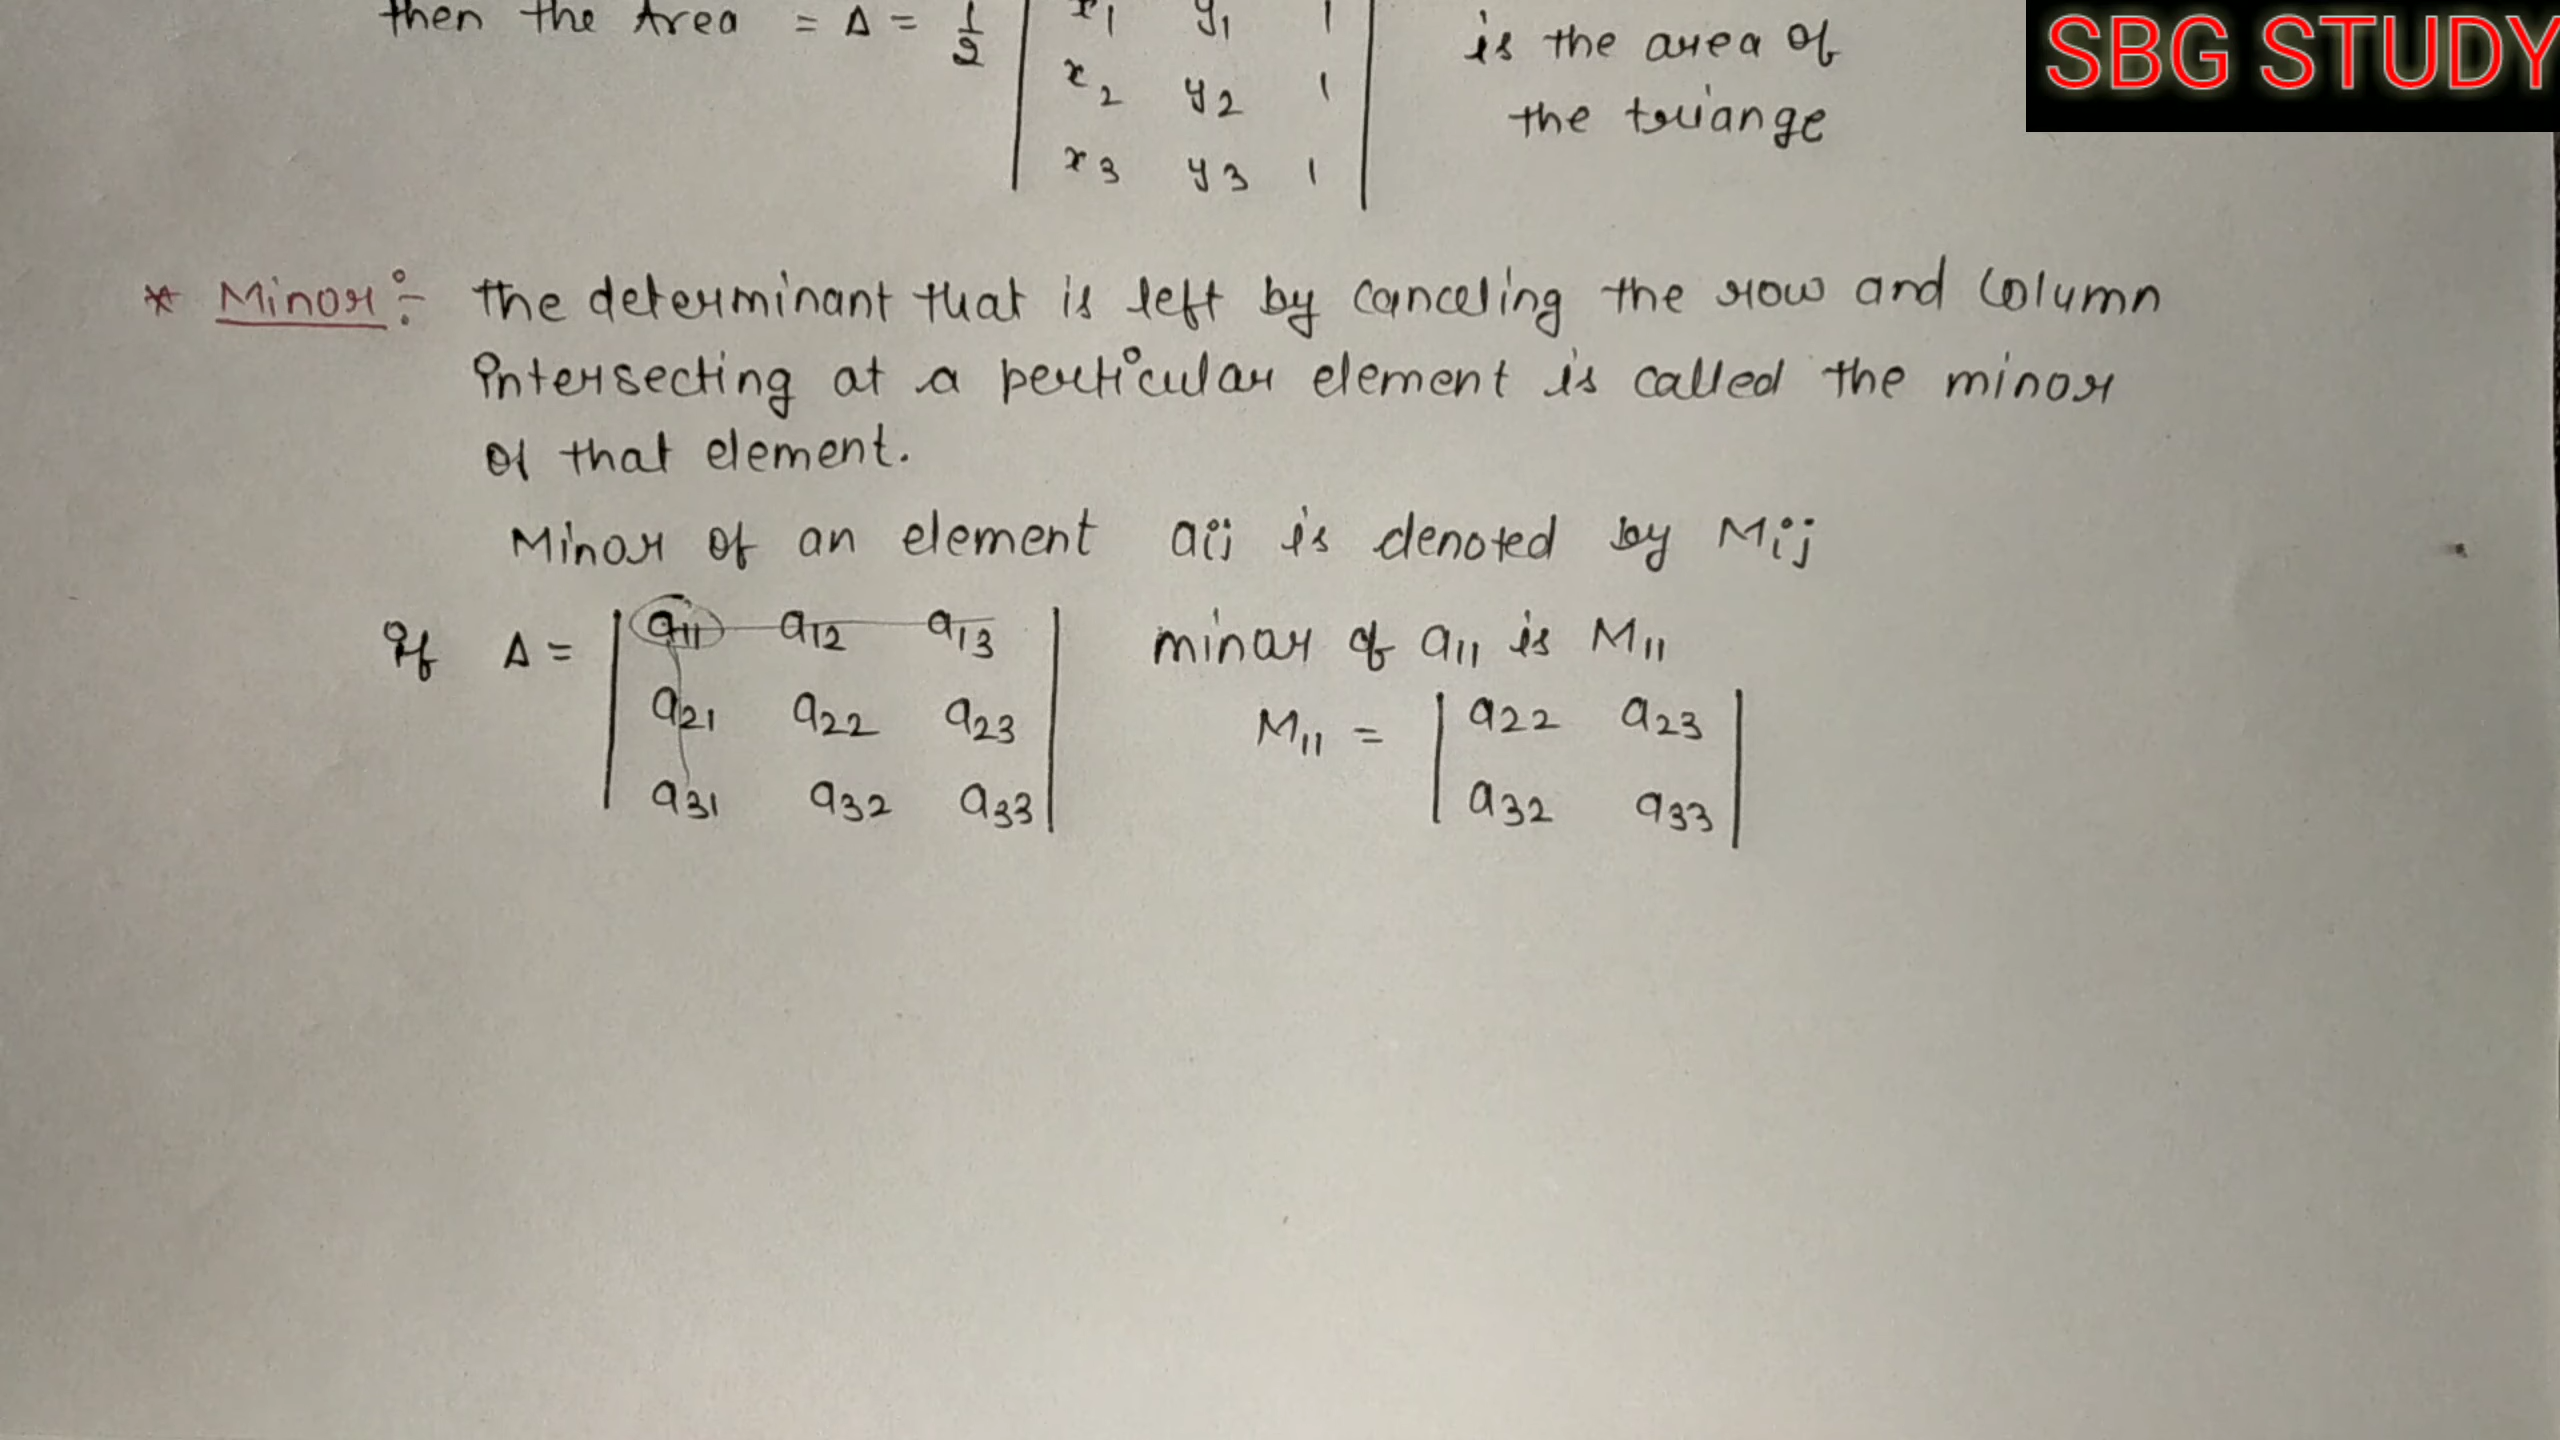 then the Area = Δ = 1/2 | x1 y1 1 | is the area of
| x2 y2 1 | the triange
| x3 y3 1 |
SBG STUDY
* Minor :- the determinant that is left by canceling the row and column
intersecting at a perticular element is called the minor
of that element.
Minor of an element aij is denoted by Mij
If Δ = | a11 a12 a13 | minar of a11 is M11
| a21 a22 a23 | M11 = | a22 a23 |
| a31 a32 a33 | | a32 a33 |